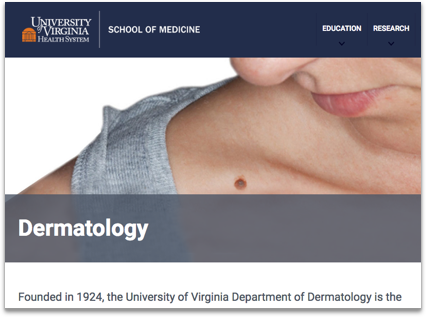 UNIVERSITY
OF VIRGINIA
HEALTH SYSTEM
SCHOOL OF MEDICINE
EDUCATION
RESEARCH
Dermatology
Founded in 1924, the University of Virginia Department of Dermatology is the